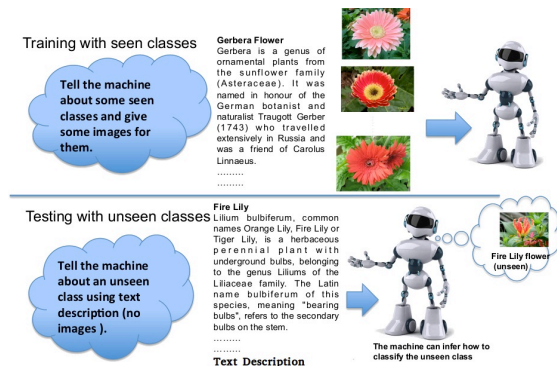 Training with seen classes
Tell the machine
about some seen
classes and give
some images for
them.
Gerbera Flower
Gerbera is a genus of
ornamental plants from
the sunflower family
(Asteraceae). It was
named in honour of the
German botanist and
naturalist Traugott Gerber
(1743) who travelled
extensively in Russia and
was a friend of Carolus
Linnaeus.
.........
.........
Testing with unseen classes
Tell the machine
about an unseen
class using text
description (no
images ).
Fire Lily
Lilium bulbiferum, common
names Orange Lily, Fire Lily or
Tiger Lily, is a herbaceous
perennial plant with
underground bulbs, belonging
to the genus Liliums of the
Liliaceae family. The Latin
name bulbiferum of this
species, meaning "bearing
bulbs", refers to the secondary
bulbs on the stem.
.........
.........
Text Description
Fire Lily flower
(unseen)
The machine can infer how to
classify the unseen class